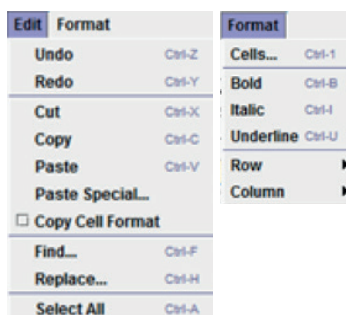 Edit Format
Undo Ctrl-Z
Redo Ctrl-Y
Cut Ctrl-X
Copy Ctrl-C
Paste Ctrl-V
Paste Special...
Copy Cell Format
Find... Ctrl-F
Replace... Ctrl-H
Select All Ctrl-A
Format
Cells... Ctrl-1
Bold Ctrl-B
Italic Ctrl-I
Underline Ctrl-U
Row
Column